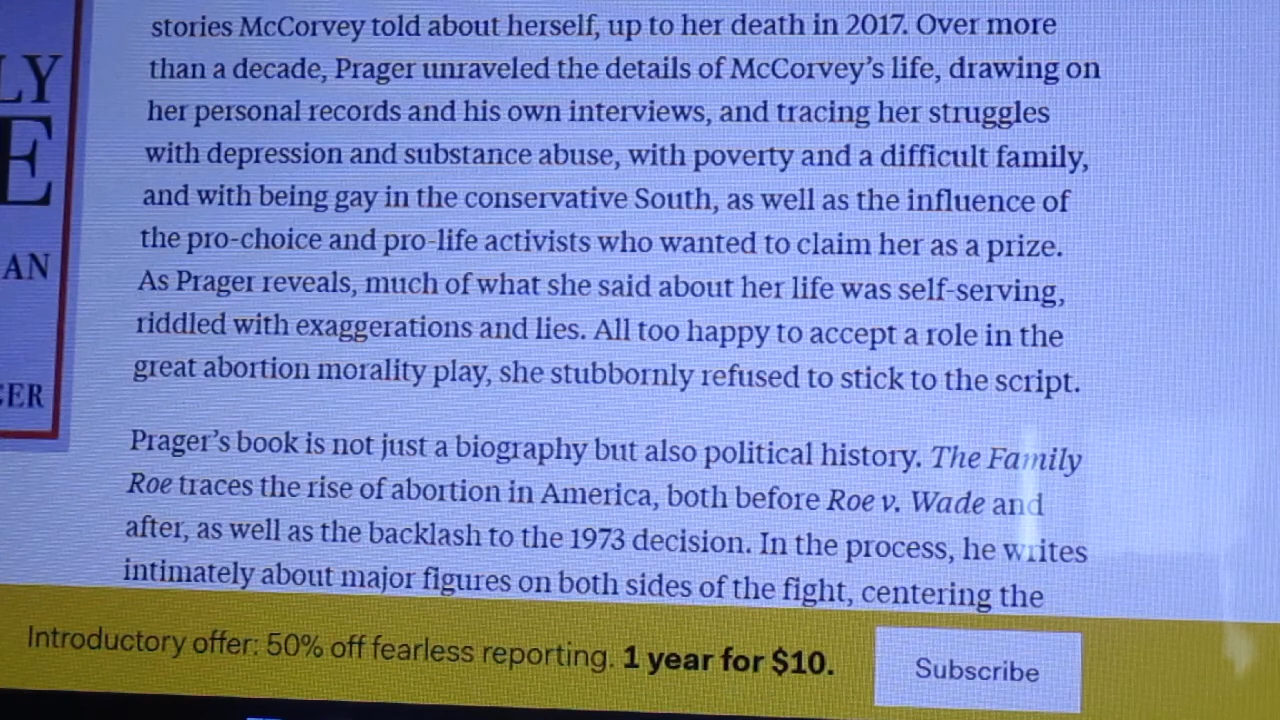 LY
E
AN
ER
stories McCorvey told about herself, up to her death in 2017. Over more
than a decade, Prager unraveled the details of McCorvey's life, drawing on
her personal records and his own interviews, and tracing her struggles
with depression and substance abuse, with poverty and a difficult family,
and with being gay in the conservative South, as well as the influence of
the pro-choice and pro-life activists who wanted to claim her as a prize.
As Prager reveals, much of what she said about her life was self-serving,
riddled with exaggerations and lies. All too happy to accept a role in the
great abortion morality play, she stubbornly refused to stick to the script.
Prager's book is not just a biography but also political history. The Family
Roe traces the rise of abortion in America, both before Roe v. Wade and
after, as well as the backlash to the 1973 decision. In the process, he writes
intimately about major figures on both sides of the fight, centering the
Introductory offer: 50% off fearless reporting. 1 year for $10.
Subscribe